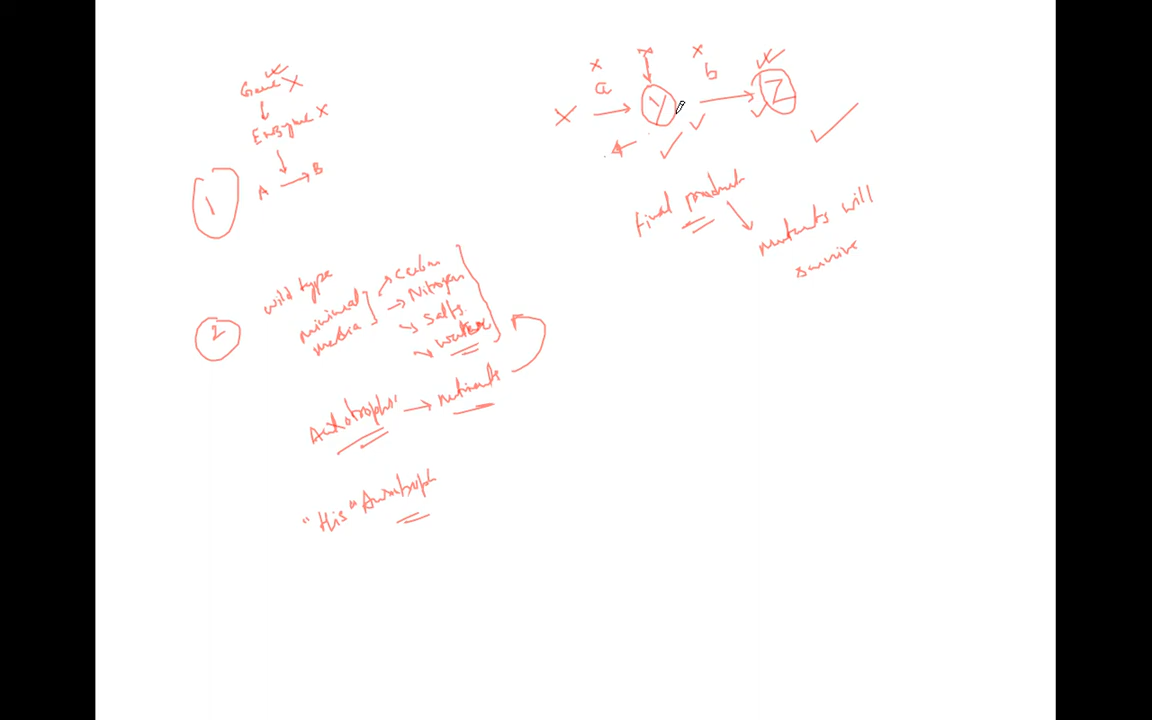 Gene X
Enzyme X
A → B
1
wild type
minimal
media
Carbon
Nitrogen
salts
water
2
Auxotrophs → nutrients
"His" Auxotroph
x
a
X → Y
x
b
→ Z
final product
mutants will
survive